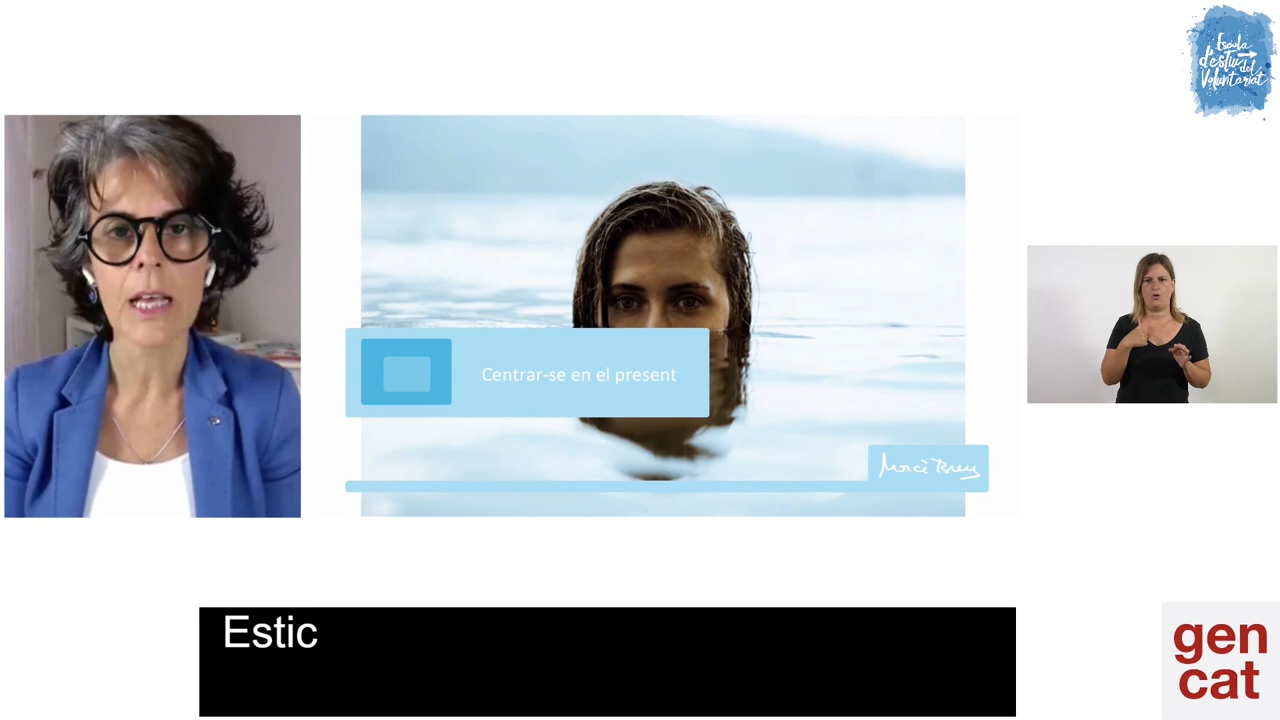 Escola
d'estiu del
Voluntariat
Centrar-se en el present
Estic
gen
cat